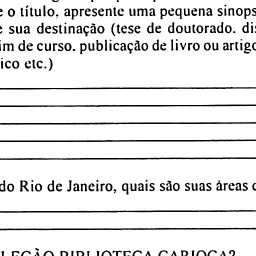 e o título, apresente uma pequena sinops
e sua destinação (tese de doutorado. dis
im de curso. publicação de livro ou artigo
ico etc.)
do Rio de Janeiro, quais são suas áreas d
LEÇÃO BIBLIOTECA CARIOCA?